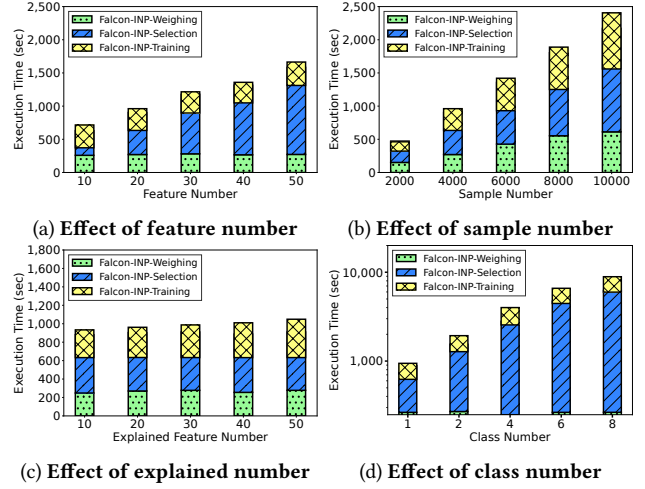 2,500
2,000
1,500
1,000
500
0
Execution Time (sec)
Falcon-INP-Weighing
Falcon-INP-Selection
Falcon-INP-Training
10 20 30 40 50
Feature Number
(a) Effect of feature number
2,500
2,000
1,500
1,000
500
0
Execution Time (sec)
Falcon-INP-Weighing
Falcon-INP-Selection
Falcon-INP-Training
2000 4000 6000 8000 10000
Sample Number
(b) Effect of sample number
1,800
1,600
1,400
1,200
1,000
800
600
400
200
0
Execution Time (sec)
Falcon-INP-Weighing
Falcon-INP-Selection
Falcon-INP-Training
10 20 30 40 50
Explained Feature Number
(c) Effect of explained number
10,000
1,000
Execution Time (sec)
Falcon-INP-Weighing
Falcon-INP-Selection
Falcon-INP-Training
1 2 4 6 8
Class Number
(d) Effect of class number